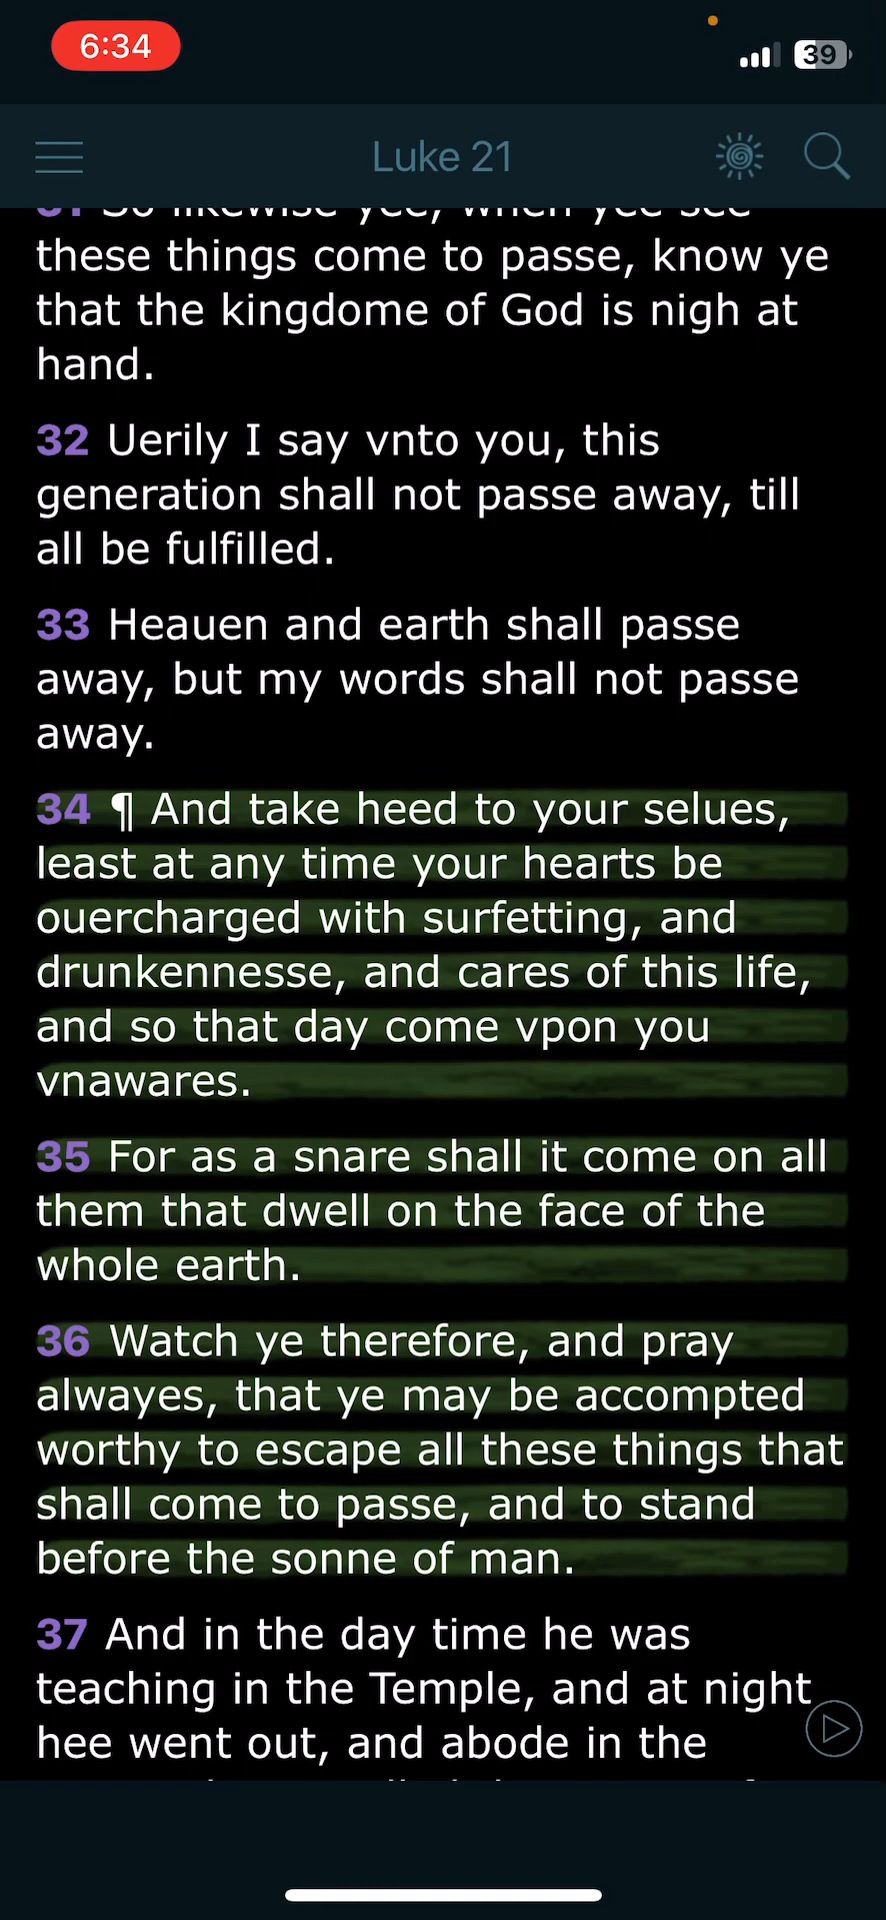 6:34
39
Luke 21
31 So likewise yee, when yee see
these things come to passe, know ye
that the kingdome of God is nigh at
hand.
32 Uerily I say vnto you, this
generation shall not passe away, till
all be fulfilled.
33 Heauen and earth shall passe
away, but my words shall not passe
away.
34 ¶ And take heed to your selues,
least at any time your hearts be
ouercharged with surfetting, and
drunkennesse, and cares of this life,
and so that day come vpon you
vnawares.
35 For as a snare shall it come on all
them that dwell on the face of the
whole earth.
36 Watch ye therefore, and pray
alwayes, that ye may be accompted
worthy to escape all these things that
shall come to passe, and to stand
before the sonne of man.
37 And in the day time he was
teaching in the Temple, and at night
hee went out, and abode in the